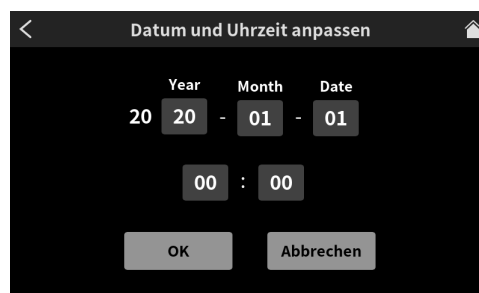 Datum und Uhrzeit anpassen
Year Month Date
20 20 - 01 - 01
00 : 00
OK Abbrechen